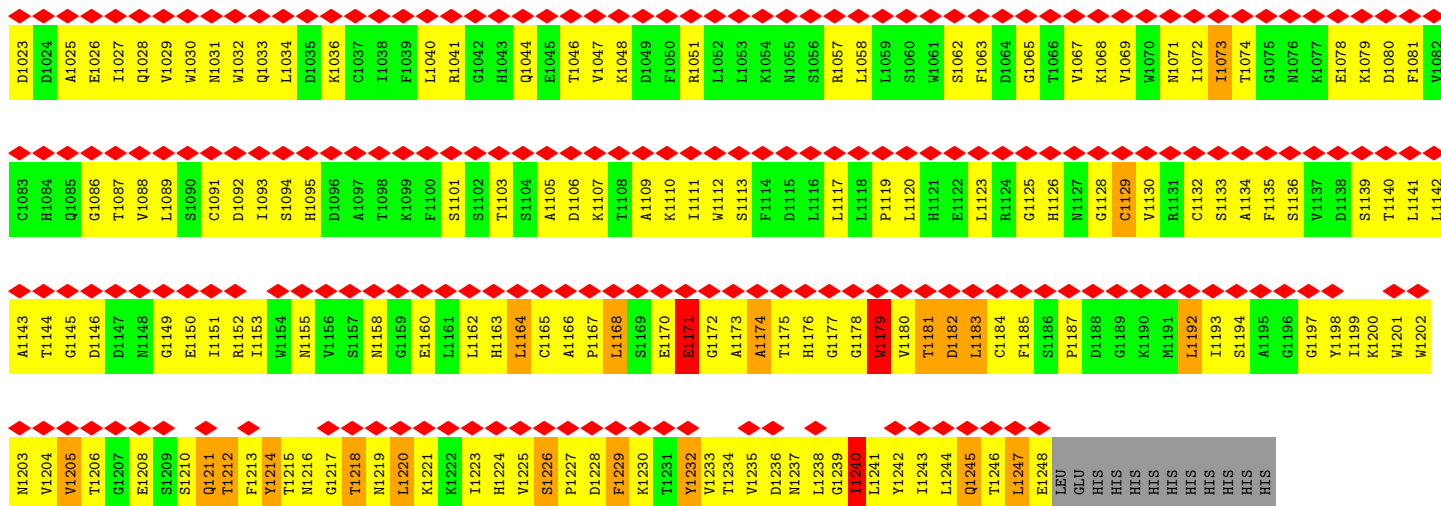 D1023 D1024 A1025 E1026 I1027 Q1028 V1029 W1030 N1031 W1032 Q1033 L1034 D1035 K1036 C1037 I1038 F1039 L1040 R1041 G1042 H1043 Q1044 E1045 T1046 V1047 K1048 D1049 F1050 R1051 L1052 L1053 K1054 N1055 S1056 R1057 L1058 L1059 S1060 W1061 S1062 F1063 D1064 G1065 T1066 V1067 K1068 V1069 W1070 N1071 I1072 I1073 T1074 G1075 N1076 K1077 E1078 K1079 D1080 F1081 V1082
C1083 H1084 Q1085 G1086 T1087 V1088 L1089 S1090 C1091 D1092 I1093 S1094 H1095 D1096 A1097 T1098 K1099 F1100 S1101 S1102 T1103 S1104 A1105 D1106 K1107 T1108 A1109 K1110 I1111 W1112 S1113 F1114 D1115 L1116 L1117 L1118 P1119 L1120 H1121 E1122 L1123 R1124 G1125 H1126 N1127 G1128 C1129 V1130 R1131 C1132 S1133 A1134 F1135 S1136 V1137 D1138 S1139 T1140 L1141 L1142
A1143 T1144 G1145 D1146 D1147 N1148 G1149 E1150 I1151 R1152 I1153 W1154 N1155 V1156 S1157 N1158 G1159 E1160 L1161 L1162 H1163 L1164 C1165 A1166 P1167 L1168 S1169 E1170 E1171 G1172 A1173 A1174 T1175 H1176 G1177 G1178 W1179 V1180 T1181 D1182 L1183 C1184 F1185 S1186 P1187 D1188 G1189 K1190 M1191 L1192 I1193 S1194 A1195 G1196 G1197 Y1198 I1199 K1200 W1201 W1202
N1203 V1204 V1205 T1206 G1207 E1208 S1209 S1210 Q1211 T1212 F1213 Y1214 T1215 N1216 G1217 T1218 N1219 L1220 K1221 K1222 I1223 H1224 V1225 S1226 P1227 D1228 F1229 K1230 T1231 Y1232 V1233 T1234 V1235 D1236 N1237 L1238 G1239 I1240 L1241 Y1242 I1243 L1244 Q1245 T1246 L1247 E1248 LEU GLU HIS HIS HIS HIS HIS HIS HIS HIS HIS HIS